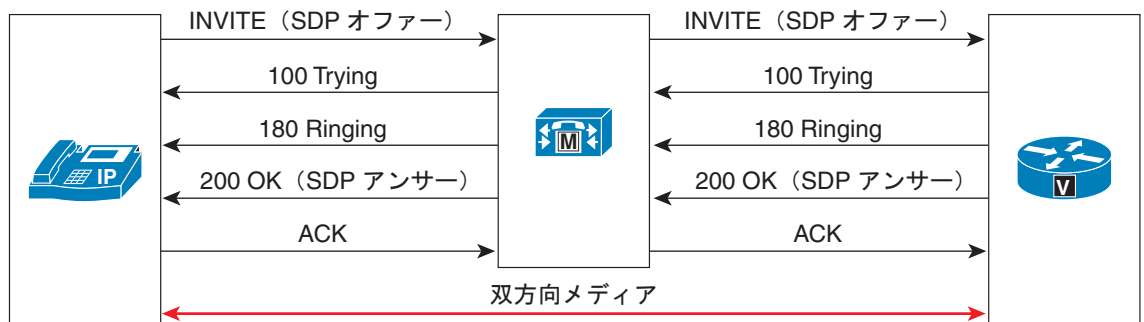 INVITE（SDP オファー）
INVITE（SDP オファー）
100 Trying
100 Trying
180 Ringing
180 Ringing
M
IP
200 OK（SDP アンサー）
200 OK（SDP アンサー）
V
ACK
ACK
双方向メディア